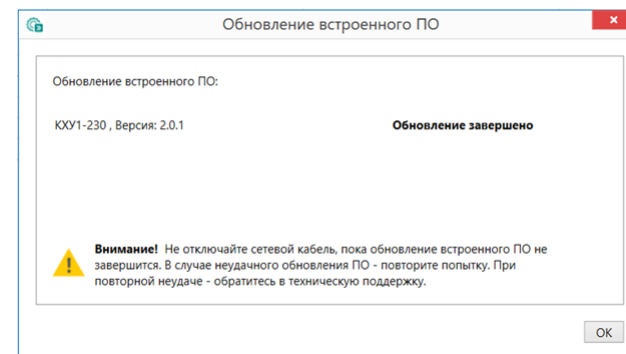 Обновление встроенного ПО
Обновление встроенного ПО:
КХУ1-230 , Версия: 2.0.1 Обновление завершено
Внимание! Не отключайте сетевой кабель, пока обновление встроенного ПО не
завершится. В случае неудачного обновления ПО - повторите попытку. При
повторной неудаче - обратитесь в техническую поддержку.
ОК